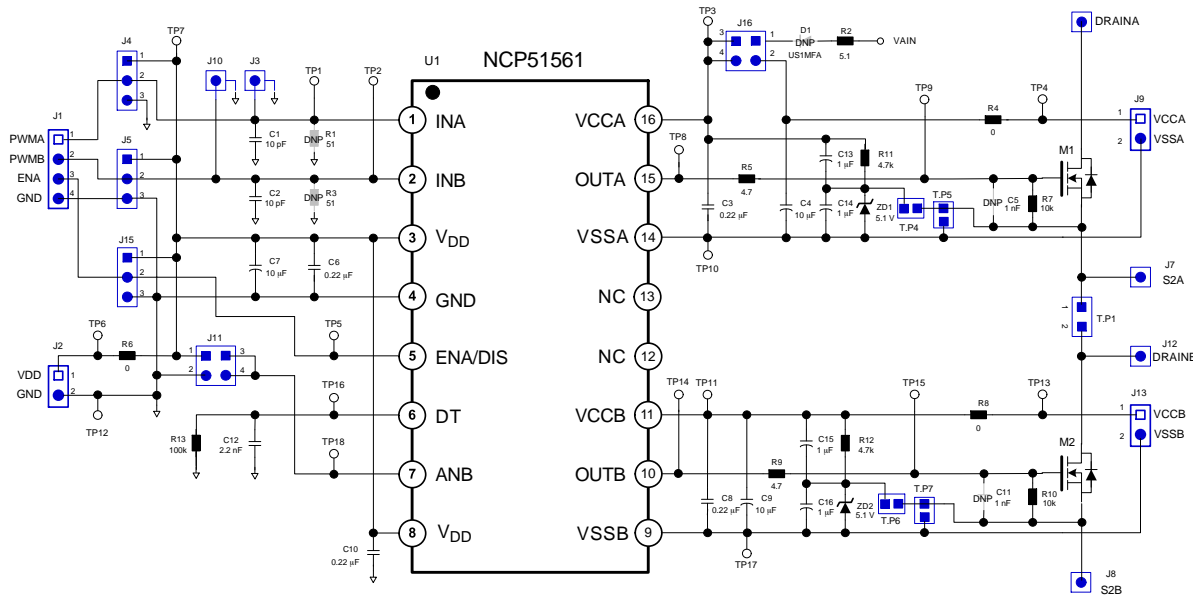 NCP51561
U1
J4
1
2
3
TP7
J10
J3
TP1
TP2
J1
PWMA
PWMB
ENA
GND
1
2
3
4
J5
1
2
3
C1
10 pF
DNP
R1
51
C2
10 pF
DNP
R3
51
J15
1
2
3
C7
10 μF
C6
0.22 μF
TP6
R6
0
J2
VDD
GND
1
2
TP12
J11
1
2
3
4
TP5
TP16
TP18
R13
100k
C12
2.2 nF
C10
0.22 μF
1 INA
2 INB
3 VDD
4 GND
5 ENA/DIS
6 DT
7 ANB
8 VDD
VCCA 16
OUTA 15
VSSA 14
NC 13
NC 12
VCCB 11
OUTB 10
VSSB 9
TP3
J16
3
4
1
2
D1
DNP
US1MFA
R2
5.1
VAIN
DRAINA
TP8
R5
4.7
TP9
R4
0
TP4
J9
1
2
VCCA
VSSA
C13
1 μF
R11
4.7k
C3
0.22 μF
C4
10 μF
C14
1 μF
ZD1
5.1 V
T.P4
T.P5
DNP
C5
1 nF
R7
10k
M1
TP10
J7
S2A
1
2
T.P1
J12
DRAINB
TP14
TP11
TP15
R8
0
TP13
J13
1
2
VCCB
VSSB
R9
4.7
C15
1 μF
R12
4.7k
C8
0.22 μF
C9
10 μF
C16
1 μF
ZD2
5.1 V
T.P6
T.P7
DNP
C11
1 nF
R10
10k
M2
TP17
J8
S2B